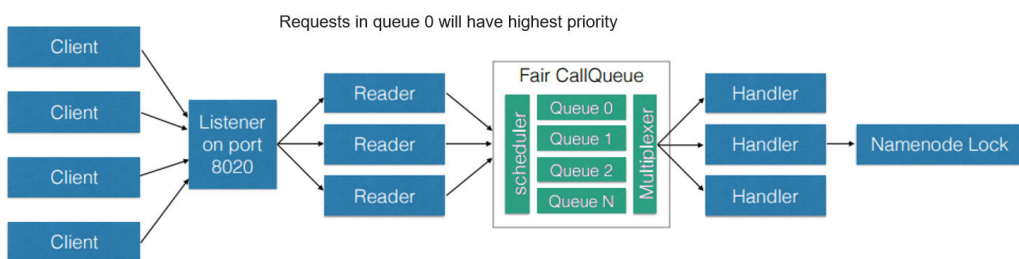 Requests in queue 0 will have highest priority
Client
Client
Client
Client
Listener
on port
8020
Reader
Reader
Reader
Fair CallQueue
scheduler
Queue 0
Queue 1
Queue 2
Queue N
Multiplexer
Handler
Handler
Handler
Namenode Lock